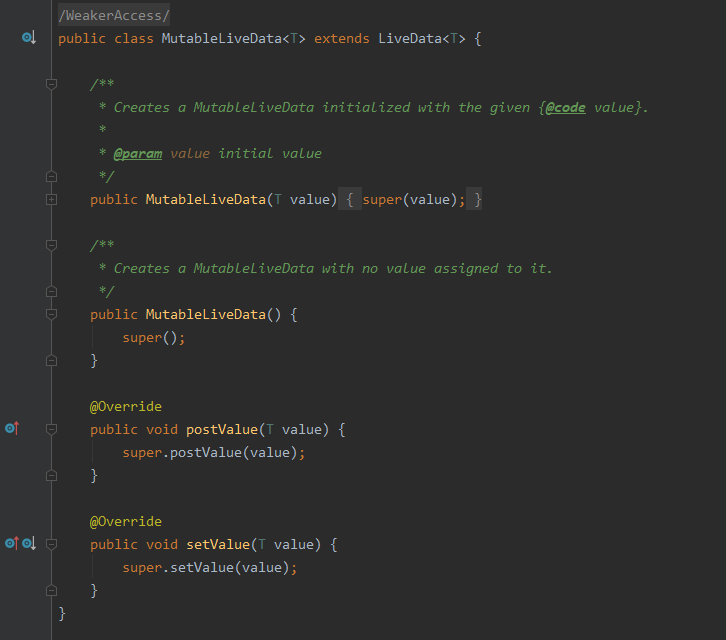 /WeakerAccess/
public class MutableLiveData<T> extends LiveData<T> {
/**
* Creates a MutableLiveData initialized with the given {@code value}.
*
* @param value initial value
*/
public MutableLiveData(T value) { super(value); }
/**
* Creates a MutableLiveData with no value assigned to it.
*/
public MutableLiveData() {
super();
}
@Override
public void postValue(T value) {
super.postValue(value);
}
@Override
public void setValue(T value) {
super.setValue(value);
}
}